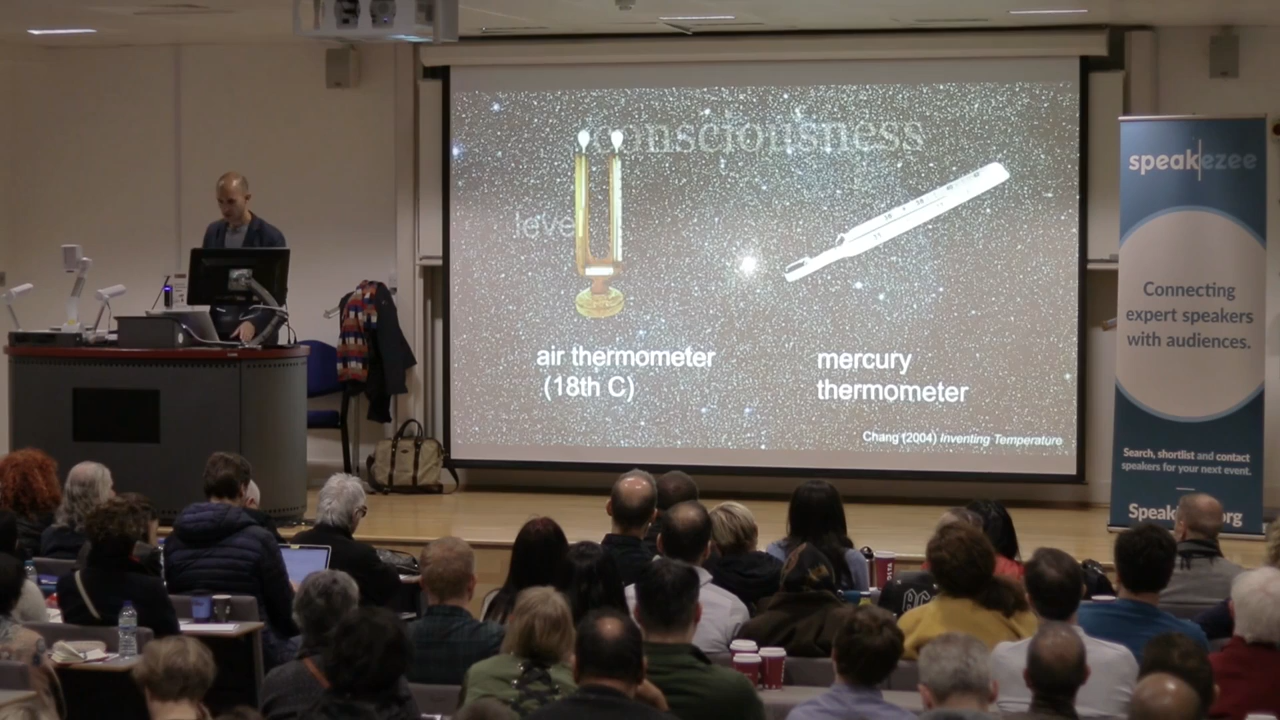 consciousness
level
air thermometer
(18th C)
mercury
thermometer
Chang (2004) Inventing Temperature
speakezee
Connecting
expert speakers
with audiences.
Search, shortlist and contact
speakers for your next event.